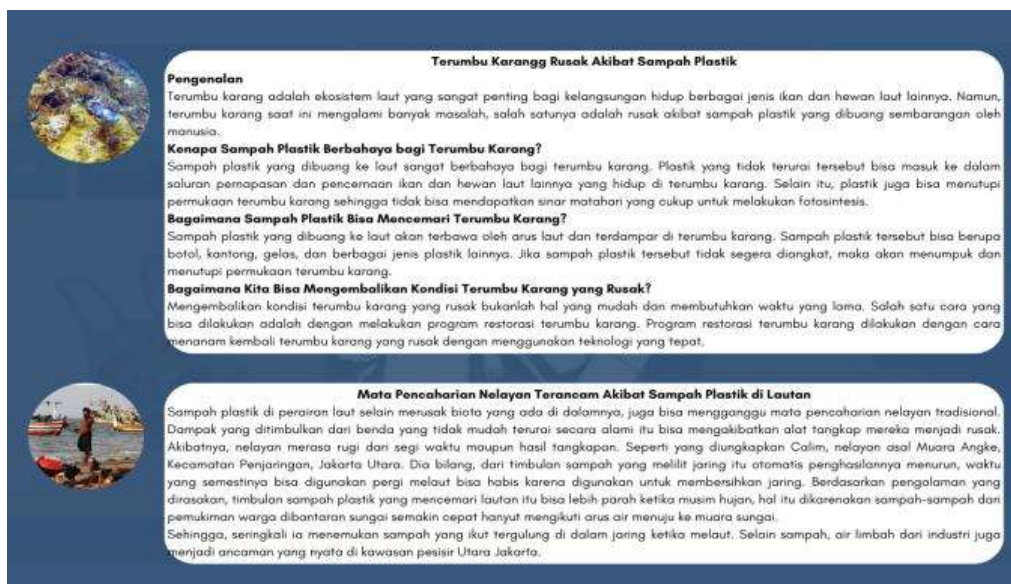 Terumbu Karangg Rusak Akibat Sampah Plastik
Pengenalan
Terumbu karang adalah ekosistem laut yang sangat penting bagi kelangsungan hidup berbagai jenis ikan dan hewan laut lainnya. Namun,
terumbu karang saat ini mengalami banyak masalah, salah satunya adalah rusak akibat sampah plastik yang dibuang sembarangan oleh
manusia.
Kenapa Sampah Plastik Berbahaya bagi Terumbu Karang?
Sampah plastik yang dibuang ke laut sangat berbahaya bagi terumbu karang. Plastik yang tidak terurai tersebut bisa masuk ke dalam
saluran pernapasan dan pencernaan ikan dan hewan laut lainnya yang hidup di terumbu karang. Selain itu, plastik juga bisa menutupi
permukaan terumbu karang sehingga tidak bisa mendapatkan sinar matahari yang cukup untuk melakukan fotosintesis.
Bagaimana Sampah Plastik Bisa Mencemari Terumbu Karang?
Sampah plastik yang dibuang ke laut akan terbawa oleh arus laut dan terdampar di terumbu karang. Sampah plastik tersebut bisa berupa
botol, kantong, gelas, dan berbagai jenis plastik lainnya. Jika sampah plastik tersebut tidak segera diangkat, maka akan menumpuk dan
menutupi permukaan terumbu karang.
Bagaimana Kita Bisa Mengembalikan Kondisi Terumbu Karang yang Rusak?
Mengembalikan kondisi terumbu karang yang rusak bukanlah hal yang mudah dan membutuhkan waktu yang lama. Salah satu cara yang
bisa dilakukan adalah dengan melakukan program restorasi terumbu karang. Program restorasi terumbu karang dilakukan dengan cara
menanam kembali terumbu karang yang rusak dengan menggunakan teknologi yang tepat,
Mata Pencaharian Nelayan Terancam Akibat Sampah Plastik di Lautan
Sampah plastik di perairan laut selain merusak biota yang ada di dalamnya, juga bisa mengganggu mata pencaharian nelayan tradisional.
Dampak yang ditimbulkan dari benda yang tidak mudah terurai secara alami itu bisa mengakibatkan alat tangkap mereka menjadi rusak.
Akibatnya, nelayan merasa rugi dari segi waktu maupun hasil tangkapan. Seperti yang diungkapkan Calim, nelayan asal Muara Angke,
Kecamatan Penjaringan, Jakarta Utara. Dia bilang, dari timbulan sampah yang melilit jaring itu otomatis penghasilannya menurun, waktu
yang semestinya bisa digunakan pergi melaut bisa habis karena digunakan untuk membersihkan jaring. Berdasarkan pengalaman yang
dirasakan, timbulan sampah plastik yang mencemari lautan itu bisa lebih parah ketika musim hujan, hal itu dikarenakan sampah-sampah dari
pemukiman warga dibantaran sungai semakin cepat hanyut mengikuti arus air menuju ke muara sungai.
Sehingga, seringkali ia menemukan sampah yang ikut tergulung di dalam jaring ketika melaut. Selain sampah, air limbah dari industri juga
menjadi ancaman yang nyata di kawasan pesisir Utara Jakarta.